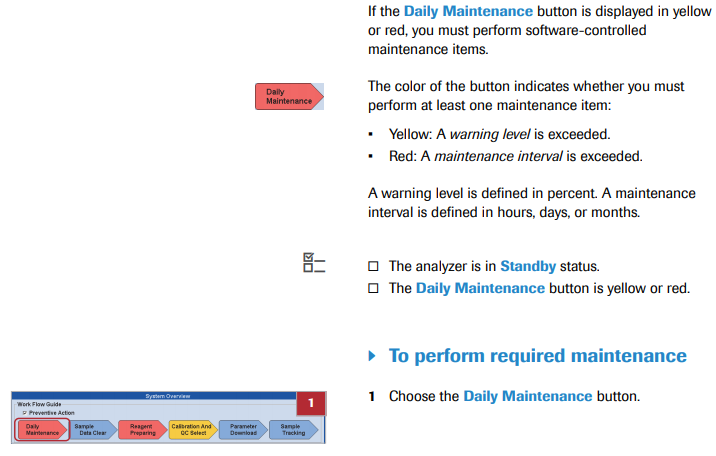 If the Daily Maintenance button is displayed in yellow
or red, you must perform software-controlled
maintenance items.
Daily
Maintenance
The color of the button indicates whether you must
perform at least one maintenance item:
▪ Yellow: A warning level is exceeded.
▪ Red: A maintenance interval is exceeded.
A warning level is defined in percent. A maintenance
interval is defined in hours, days, or months.
□ The analyzer is in Standby status.
□ The Daily Maintenance button is yellow or red.
To perform required maintenance
1 Choose the Daily Maintenance button.
System Overview
1
Work Flow Guide
Preventive Action
Daily
Maintenance
Sample
Data Clear
Reagent
Preparing
Calibration And
QC Select
Parameter
Download
Sample
Tracking